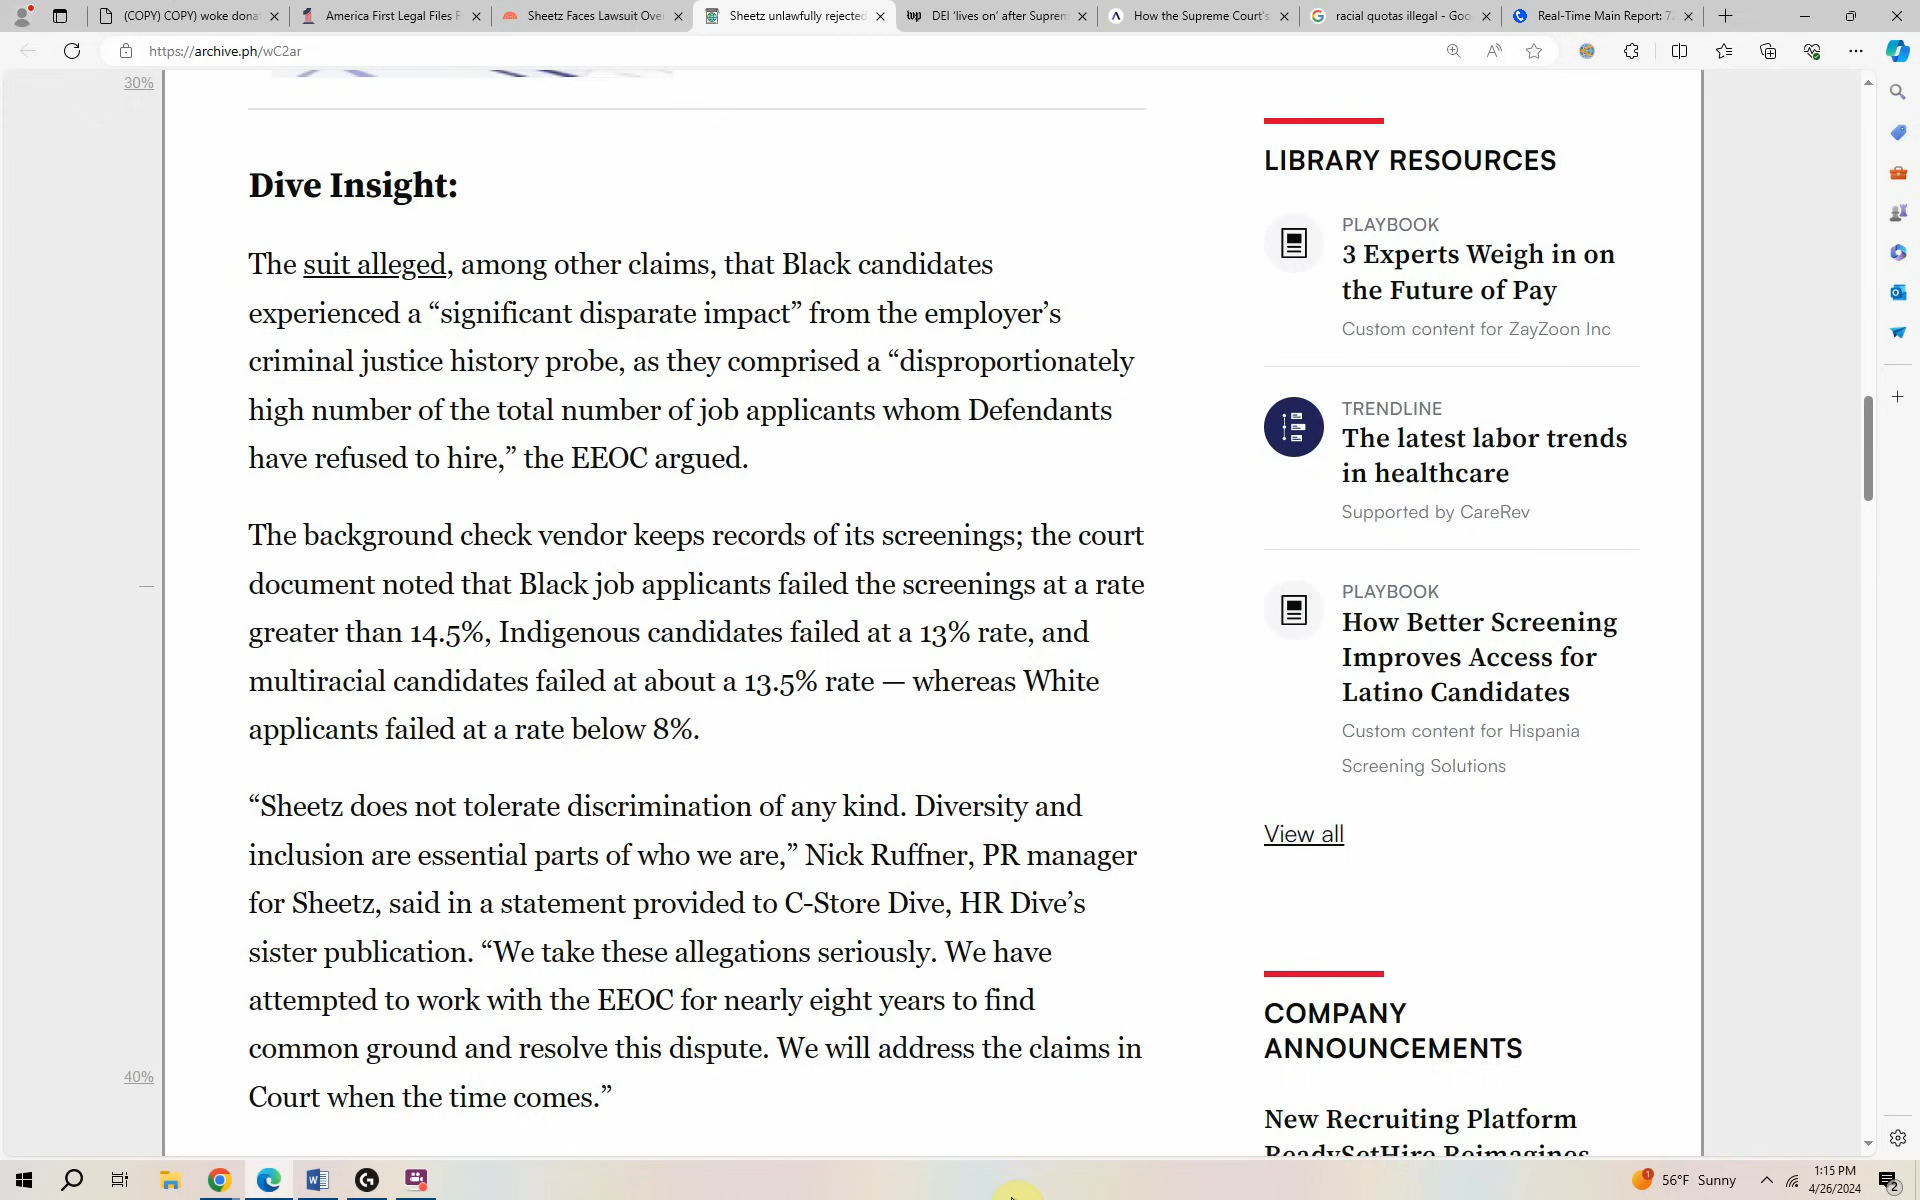 (COPY) COPY) woke dona
America First Legal Files F
Sheetz Faces Lawsuit Ove
Sheetz unlawfully rejected
DEI 'lives on' after Suprem
How the Supreme Court's
racial quotas illegal - Goo
Real-Time Main Report: 7
https://archive.ph/wC2ar
30%
Dive Insight:
The suit alleged, among other claims, that Black candidates
experienced a “significant disparate impact” from the employer’s
criminal justice history probe, as they comprised a “disproportionately
high number of the total number of job applicants whom Defendants
have refused to hire,” the EEOC argued.
The background check vendor keeps records of its screenings; the court
document noted that Black job applicants failed the screenings at a rate
greater than 14.5%, Indigenous candidates failed at a 13% rate, and
multiracial candidates failed at about a 13.5% rate — whereas White
applicants failed at a rate below 8%.
“Sheetz does not tolerate discrimination of any kind. Diversity and
inclusion are essential parts of who we are,” Nick Ruffner, PR manager
for Sheetz, said in a statement provided to C-Store Dive, HR Dive’s
sister publication. “We take these allegations seriously. We have
attempted to work with the EEOC for nearly eight years to find
common ground and resolve this dispute. We will address the claims in
Court when the time comes.”
40%
LIBRARY RESOURCES
PLAYBOOK
3 Experts Weigh in on
the Future of Pay
Custom content for ZayZoon Inc
TRENDLINE
The latest labor trends
in healthcare
Supported by CareRev
PLAYBOOK
How Better Screening
Improves Access for
Latino Candidates
Custom content for Hispania
Screening Solutions
View all
COMPANY
ANNOUNCEMENTS
New Recruiting Platform
ReadySetHire Reimagines
56°F Sunny
1:15 PM
4/26/2024